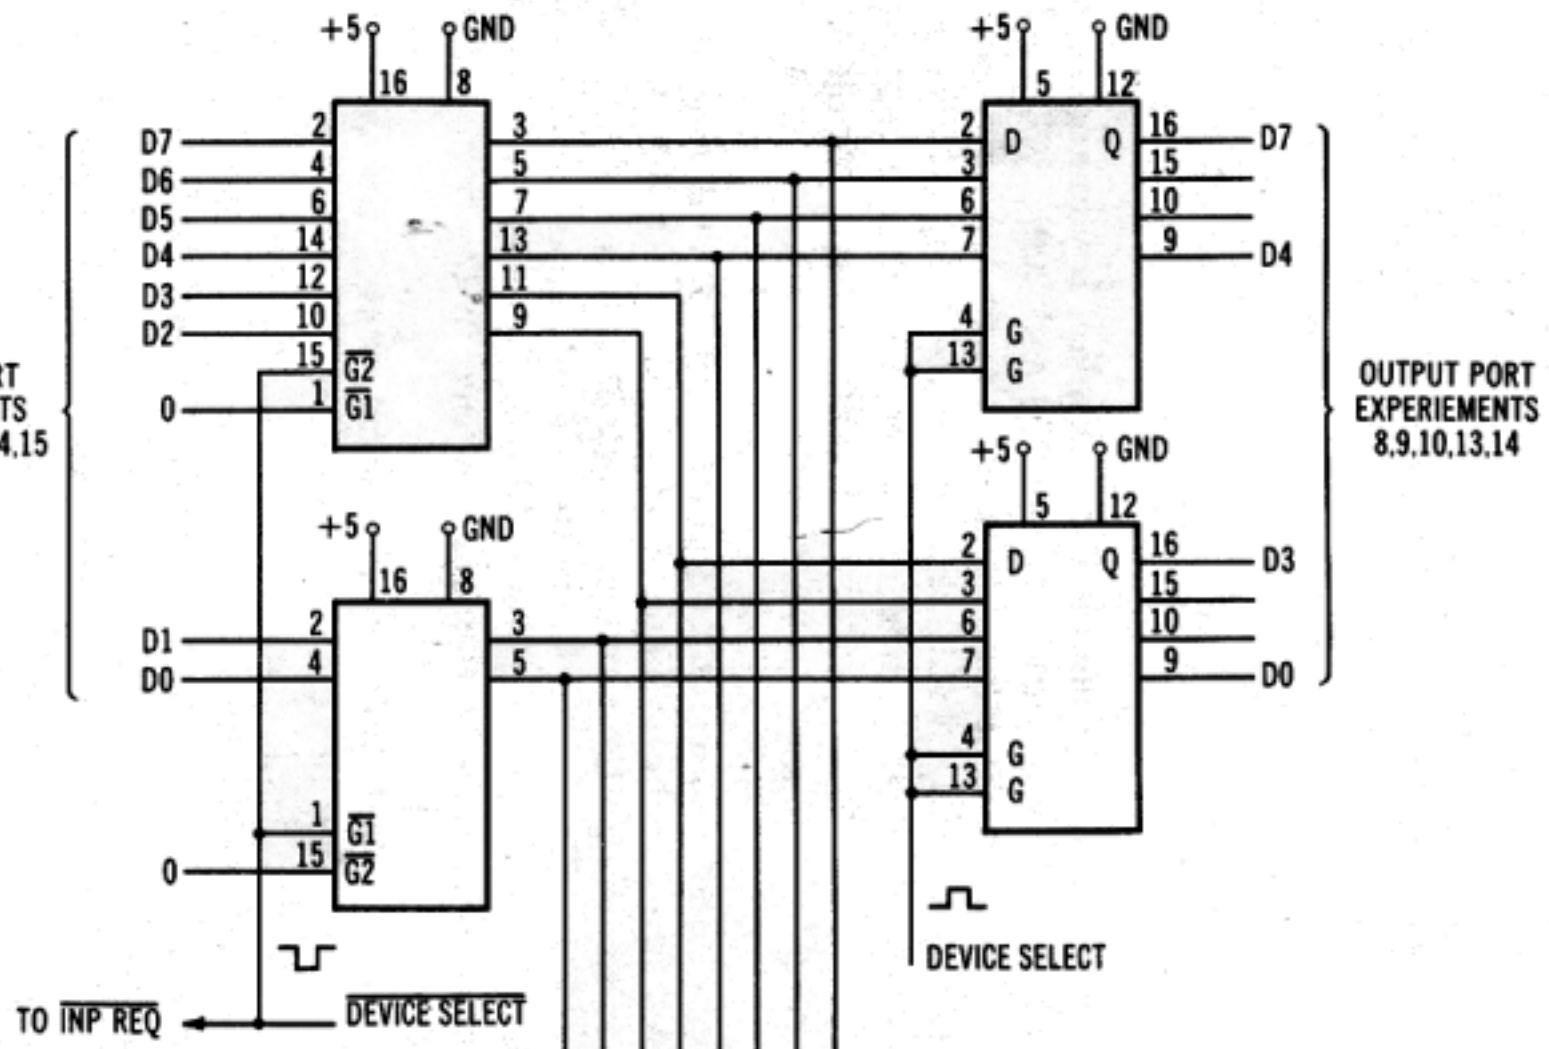 +5 GND +5 GND
16 8 5 12
D7 2 3 2 D Q 16 D7
D6 4 5 3 15
D5 6 7 6 10
D4 14 13 7 9 D4
D3 12 11
D2 10 9 4 G
15 G2 13 G
0 1 G1
RT
TS
4,15
OUTPUT PORT
EXPERIEMENTS
8,9,10,13,14
+5 GND
5 12
+5 GND
16 8
2 D Q 16 D3
3 15
D1 2 3 6 10
D0 4 5 7 9 D0
4 G
13 G
1 G1
0 15 G2
DEVICE SELECT
TO INP REQ DEVICE SELECT